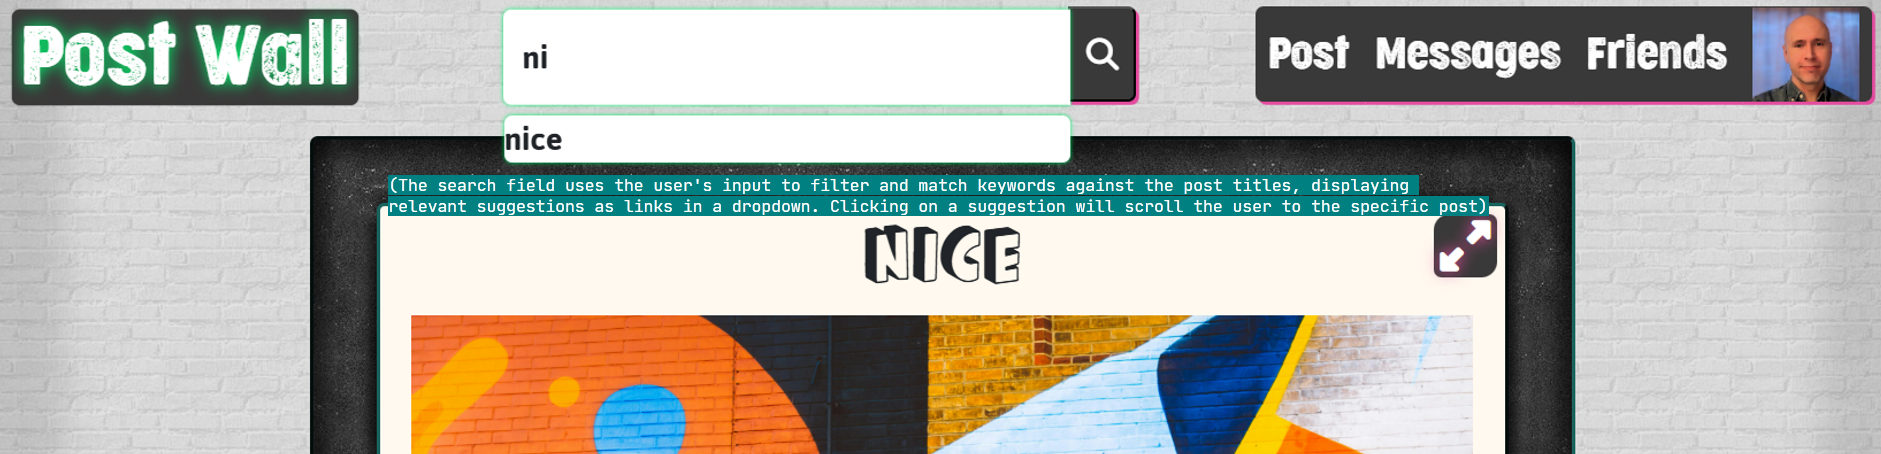 Post Wall
ni
Post Messages Friends
nice
(The search field uses the user's input to filter and match keywords against the post titles, displaying
relevant suggestions as links in a dropdown. Clicking on a suggestion will scroll the user to the specific post)
NICE